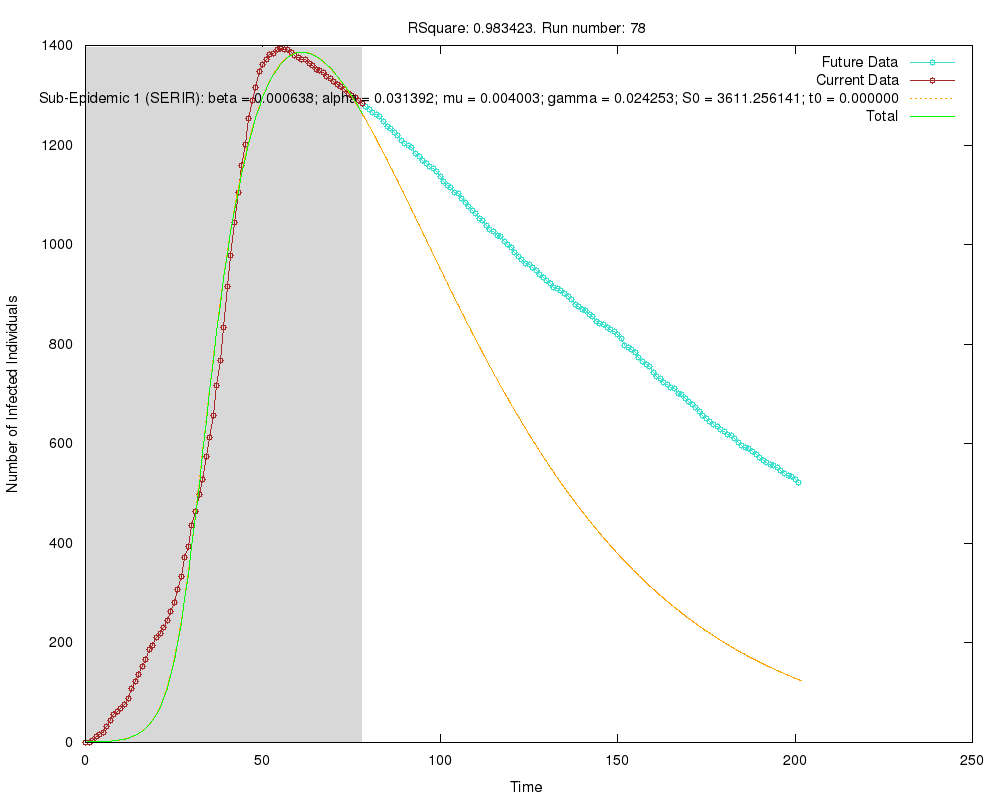 RSquare: 0.983423. Run number: 78
Future Data
Current Data
Sub-Epidemic 1 (SERIR): beta = 0.000638; alpha = 0.031392; mu = 0.004003; gamma = 0.024253; S0 = 3611.256141; t0 = 0.000000
Total
Number of Infected Individuals
1400
1200
1000
800
600
400
200
0
0 50 100 150 200 250
Time